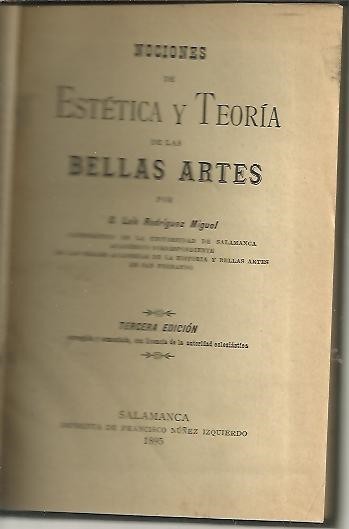 NOCIONES
DE
ESTÉTICA Y TEORÍA
DE LAS
BELLAS ARTES
POR
D. Luis Rodríguez Miguel
CATEDRÁTICO DE LA UNIVERSIDAD DE SALAMANCA
ACADÉMICO CORRESPONDIENTE
DE LAS REALES ACADEMIAS DE LA HISTORIA Y BELLAS ARTES
DE SAN FERNANDO
TERCERA EDICIÓN
corregida y aumentada, con licencia de la autoridad eclesiástica
SALAMANCA
IMPRENTA DE FRANCISCO NÚÑEZ IZQUIERDO
1895